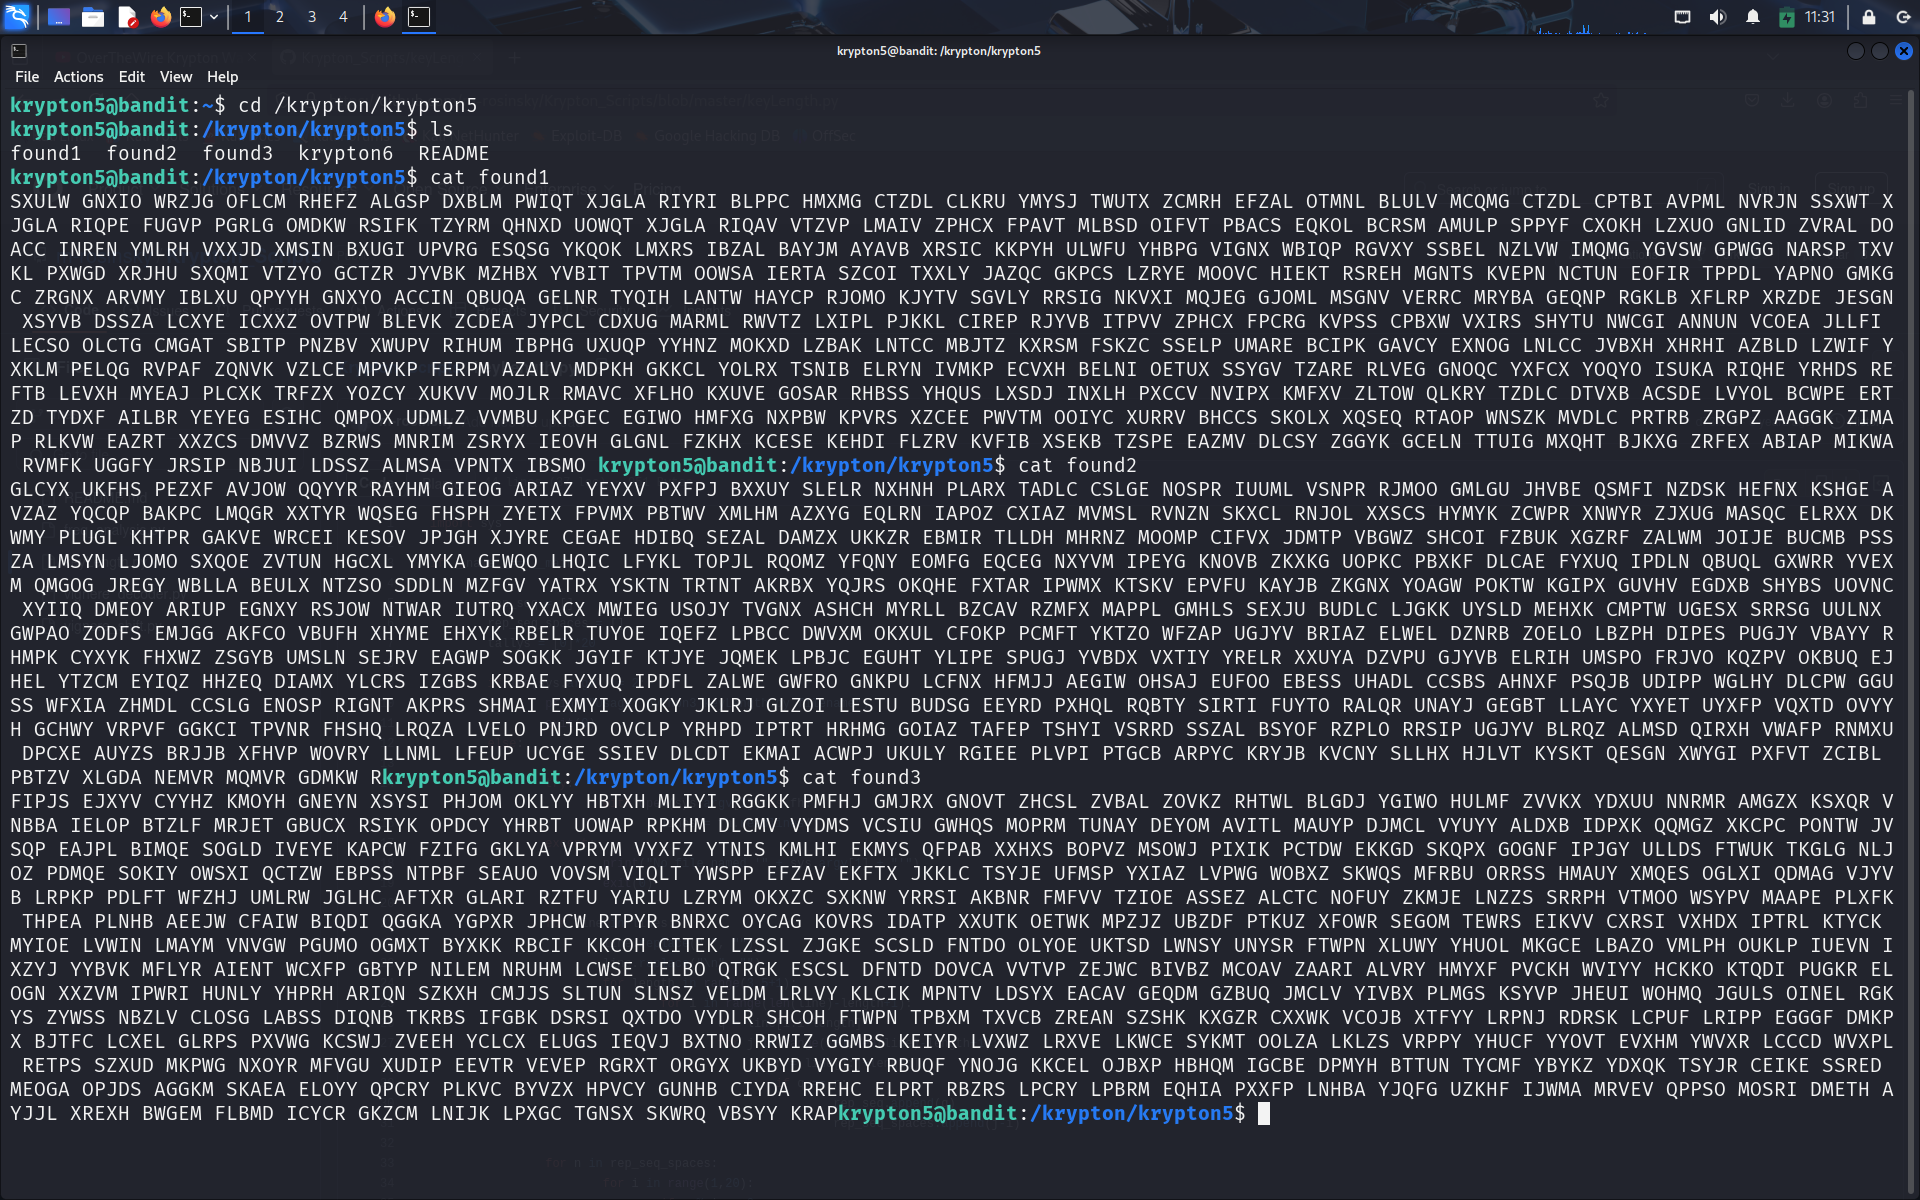 1 2 3 4 11:31
krypton5@bandit: /krypton/krypton5
File Actions Edit View Help
krypton5@bandit:~$ cd /krypton/krypton5
krypton5@bandit:/krypton/krypton5$ ls
found1 found2 found3 krypton6 README
krypton5@bandit:/krypton/krypton5$ cat found1
SXULW GNXIO WRZJG OFLCM RHEFZ ALGSP DXBLM PWIQT XJGLA RIYRI BLPPC HMXMG CTZDL CLKRU YMYSJ TWUTX ZCMRH EFZAL OTMNL BLULV MCQMG CTZDL CPTBI AVPML NVRJN SSXWT X
JGLA RIQPE FUGVP PGRLG OMDKW RSIFK TZYRM QHNXD UOWQT XJGLA RIQAV VTZVP LMAIV ZPHCX FPAVT MLBSD OIFVT PBACS EQKOL BCRSM AMULP SPPYF CXOKH LZXUO GNLID ZVRAL DO
ACC INREN YMLRH VXXJD XMSIN BXUGI UPVRG ESQSG YKQOK LMXRS IBZAL BAYJM AYAVB XRSIC KKPYH ULWFU YHBPG VIGNX WBIQP RGVXY SSBEL NZLVW IMQMG YGVSW GPWGG NARSP TXV
KL PXWGD XRJHU SXQMI VTZYO GCTZR JYVBK MZHBX YVBIT TPVTM OOWSA IERTA SZCOI TXXLY JAZQC GKPCS LZRYE MOOVC HIEKT RSREH MGNTS KVEPN NCTUN EOFIR TPPDL YAPNO GMKG
C ZRGNX ARVMY IBLXU QPYYH GNXYO ACCIN QBUQA GELNR TYQIH LANTW HAYCP RJOMO KJYTV SGVLY RRSIG NKVXI MQJEG GJOML MSGNV VERRC MRYBA GEQNP RGKLB XFLRP XRZDE JESGN
XSYVB DSSZA LCXYE ICXXZ OVTPW BLEVK ZCDEA JYPCL CDXUG MARML RWVTZ LXIPL PJKKL CIREP RJYVB ITPVV ZPHCX FPCRG KVPSS CPBXW VXIRS SHYTU NWCGI ANNUN VCOEA JLLFI
LECSO OLCTG CMGAT SBITP PNZBV XWUPV RIHUM IBPHG UXUQP YYHNZ MOKXD LZBAK LNTCC MBJTZ KXRSM FSKZC SSELP UMARE BCIPK GAVCY EXNOG LNLCC JVBXH XHRHI AZBLD LZWIF Y
XKLM PELQG RVPAF ZQNVK VZLCE MPVKP FERPM AZALV MDPKH GKKCL YOLRX TSNIB ELRYN IVMKP ECVXH BELNI OETUX SSYGV TZARE RLVEG GNOQC YXFCX YOQYO ISUKA RIQHE YRHDS RE
FTB LEVXH MYEAJ PLCXK TRFZX YOZCY XUKVV MOJLR RMAVC XFLHO KXUVE GOSAR RHBSS YHQUS LXSDJ INXLH PXCCV NVIPX KMFXV ZLTOW QLKRY TZDLC DTVXB ACSDE LVYOL BCWPE ERT
ZD TYDXF AILBR YEYEG ESIHC QMPOX UDMLZ VVMBU KPGEC EGIWO HMFXG NXPBW KPVRS XZCEE PWVTM OOIYC XURRV BHCCS SKOLX XQSEQ RTAOP WNSZK MVDLC PRTRB ZRGPZ AAGGK ZIMA
P RLKVW EAZRT XXZCS DMVVZ BZRWS MNRIM ZSRYX IEOVH GLGNL FZKHX KCESE KEHDI FLZRV KVFIB XSEKB TZSPE EAZMV DLCSY ZGGYK GCELN TTUIG MXQHT BJKXG ZRFEX ABIAP MIKWA
RVMFK UGGFY JRSIP NBJUI LDSSZ ALMSA VPNTX IBSMO krypton5@bandit:/krypton/krypton5$ cat found2
GLCYX UKFHS PEZXF AVJOW QQYYR RAYHM GIEOG ARIAZ YEYXV PXFPJ BXXUY SLELR NXHNH PLARX TADLC CSLGE NOSPR IUUML VSNPR RJMOO GMLGU JHVBE QSMFI NZDSK HEFNX KSHGE A
VZAZ YQCQP BAKPC LMQGR XXTYR WQSEG FHSPH ZYETX FPVMX PBTWV XMLHM AZXYG EQLRN IAPOZ CXIAZ MVMSL RVNZN SKXCL RNJOL XXSCS HYMYK ZCWPR XNWYR ZJXUG MASQC ELRXX DK
WMY PLUGL KHTPR GAKVE WRCEI KESOV JPJGH XJYRE CEGAE HDIBQ SEZAL DAMZX UKKZR EBMIR TLLDH MHRNZ MOOMP CIFVX JDMTP VBGWZ SHCOI FZBUK XGZRF ZALWM JOIJE BUCMB PSS
ZA LMSYN LJOMO SXQOE ZVTUN HGCXL YMYKA GEWQO LHQIC LFYKL TOPJL RQOMZ YFQNY EOMFG EQCEG NXYVM IPEYG KNOVB ZKXKG UOPKC PBXKF DLCAE FYXUQ IPDLN QBUQL GXWRR YVEX
M QMGOG JREGY WBLLA BEULX NTZSO SDDLN MZFGV YATRX YSKTN TRTNT AKRBX YQJRS OKQHE FXTAR IPWMX KTSKV EPVFU KAYJB ZKGNX YOAGW POKTW KGIPX GUVHV EGDXB SHYBS UOVNC
XYIIQ DMEOY ARIUP EGNXY RSJOW NTWAR IUTRQ YXACX MWIEG USOJY TVGNX ASHCH MYRLL BZCAV RZMFX MAPPL GMHLS SEXJU BUDLC LJGKK UYSLD MEHXK CMPTW UGESX SRRSG UULNX
GWPAO ZODFS EMJGG AKFCO VBUFH XHYME EHXYK RBELR TUYOE IQEFZ LPBCC DWVXM OKXUL CFOKP PCMFT YKTZO WFZAP UGJYV BRIAZ ELWEL DZNRB ZOELO LBZPH DIPES PUGJY VBAYY R
HMPK CYXYK FHXWZ ZSGYB UMSLN SEJRV EAGWP SOGKK JGYIF KTJYE JQMEK LPBJC EGUHT YLIPE SPUGJ YYVBDX VXTIY YRELR XXUYA DZVPU GJYVB ELRIH UMSPO FRJVO KQZPV OKBUQ EJ
HEL YTZCM EYIQZ HHZEQ DIAMX YLCRS IZGBS KRBAE FYXUQ IPDFL ZALWE GWFRO GNKPU LCFNX HFMJJ AEGIW OHSAJ EUFOO EBESS UHADL CCSBS AHNXF PSQJB UDIPP WGLHY DLCPW GGU
SS WFXIA ZHMDL CCSLG ENOSP RIGNT AKPRS SHMAI EXMYI XOGKY JKLRJ GLZOI LESTU BUDSG EEYRD PXHQL RQBTY SIRTI FUYTO RALQR UNAYJ GEGBT LLAYC YXYET UYXFP VQXTD OVYY
H GCHWY VRPVF GGKCI TPVNR FHSHQ LRQZA LVELO PNJRD OVCLP YRHPD IPTRT HRHMG GOIAZ TAFEP TSHYI VSRRD SSZAL BSYOF RZPLO RRSIP UGJYV BLRQZ ALMSD QIRXH VWAFP RNMXU
DPCXE AUYZS BRJJB XFHVP WOVRY LLNML LFEUP UCYGE SSIEV DLCDT EKMAI ACWPJ UKULY RGIEE PLVPI PTGCB ARPYC KRYJB KVCNY SLLHX HJLVT KYSKT QESGN XWYGI PXFVT ZCIBL
PBTZV XLGDA NEMVR MQMVR GDMKW Rkrypton5@bandit:/krypton/krypton5$ cat found3
FIPJS EJXYV CYYHZ KMOYH GNEYN XSYSI PHJOM OKLYY HBTXH MLIYI RGGKK PMFHJ GMJRX GNOVT ZHCSL ZVBAL ZOVKZ RHTWL BLGDJ YGIWO HULMF ZVVKX YDXUU NNRMR AMGZX KSXQR V
NBBA IELOP BTZLF MRJET GBUCX RSIYK OPDCY YHRBT UOWAP RPKHM DLCMV VYDMS VCSIU GWHQS MOPRM TUNAY DEYOM AVITL MAUYP DJMCL VYUYY ALDXB IDPXK QQMGZ XKCPC PONTW JV
SQP EAJPL BIMQE SOGLD IVEYE KAPCW FZIFG GKLYA VPRYM VYXFZ YTNIS KMLHI EKMYS QFPAB XXHXS BOPVZ MSOWJ PIXIK PCTDW EKKGD SKQPX GOGNF IPJGY ULLDS FTWUK TKGLG NLJ
OZ PDMQE SOKIY OWSXI QCTZW EBPSS NTPBF SEAUO VOVSM VIQLT YWSPP EFZAV EKFTX JKKLC TSYJE UFMSP YXIAZ LVPWG WOBXZ SKWQS MFRBU ORRSS HMAUY XMQES OGLXI QDMAG VJYV
B LRPKP PDLFT WFZHJ UMLRW JGLHC AFTXR GLARI RZTFU YARIU LZRYM OKXZC SXKNW YRRSI AKBNR FMFVV TZIOE ASSEZ ALCTC NOFUY ZKMJE LNZZS SRRPH VTMOO WSYPV MAAPE PLXFK
THPEA PLNHB AEEJW CFAIW BIQDI QGGKA YGPXR JPHCW RTPYR BNRXC OYCAG KOVRS IDATP XXUTK OETWK MPZJZ UBZDF PTKUZ XFOWR SEGOM TEWRS EIKVV CXRSI VXHDX IPTRL KTYCK
MYIOE LVWIN LMAYM VNVGW PGUMO OGMXT BYXKK RBCIF KKCOH CITEK LZSSL ZJGKE SCSLD FNTDO OLYOE UKTSD LWNSY UNYSR FTWPN XLUWY YHUOL MKGCE LBAZO VMLPH OUKLP IUEVN I
XZYJ YYBVK MFLYR AIENT WCXFP GBTYP NILEM NRUHM LCWSE IELBO QTRGK ESCSL DFNTD DOVCA VVTVP ZEJWC BIVBZ MCOAV ZAARI ALVRY HMYXF PVCKH WVIYY HCKKO KTQDI PUGKR EL
OGN XXZVM IPWRI HUNLY YHPRH ARIQN SZKXH CMJJS SLTUN SLNSZ VELDM LRLVY KLCIK MPNTV LDSYX EACAV GEQDM GZBUQ JMCLV YIVBX PLMGS KSYVP JHEUI WOHMQ JGULS OINEL RGK
YS ZYWSS NBZLV CLOSG LABSS DIQNB TKRBS IFGBK DSRSI QXTDO VYDLR SHCOH FTWPN TPBXM TXVCB ZREAN SZSHK KXGZR CXXWK VCOJB XTFYY LRPNJ RDRSK LCPUF LRIPP EGGGF DMKP
X BJTFC LCXEL GLRPS PXVWG KCSWJ ZVEEH YCLCX ELUGS IEQVJ BXTNO RRWIZ GGMBS KEIYR LVXWZ LRXVE LKWCE SYKMT OOLZA LKLZS VRPPY YHUCF YYOVT EVXHM YWVXR LCCCD WVXPL
RETPS SZXUD MKPWG NXOYR MFVGU XUDIP EEVTR VEVEP RGRXT ORGYX UKBYD VYGIY RBUQF YNOJG KKCEL OJBXP HBHQM IGCBE DPMYH BTTUN TYCMF YBYKZ YDXQK TSYJR CEIKE SSRED
MEOGA OPJDS AGGKM SKAEA ELOYY QPCRY PLKVC BYVZX HPVCY GUNHB CIYDA RREHC ELPRT RBZRS LPCRY LPBRM EQHIA PXXFP LNHBA YJQFG UZKHF IJWMA MRVEV QPPSO MOSRI DMETH A
YJJL XREXH BWGEM FLBMD ICYCR GKZCM LNIJK LPXGC TGNSX SKWRQ VBSYY KRAPkrypton5@bandit:/krypton/krypton5$